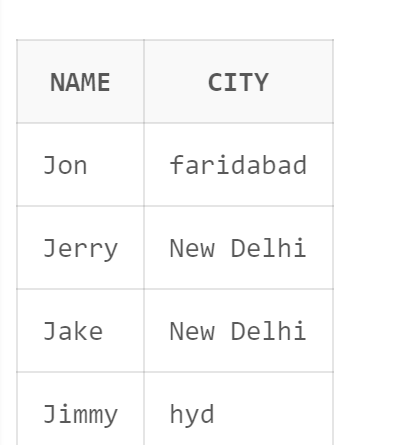 NAME CITY
Jon faridabad
Jerry New Delhi
Jake New Delhi
Jimmy hyd